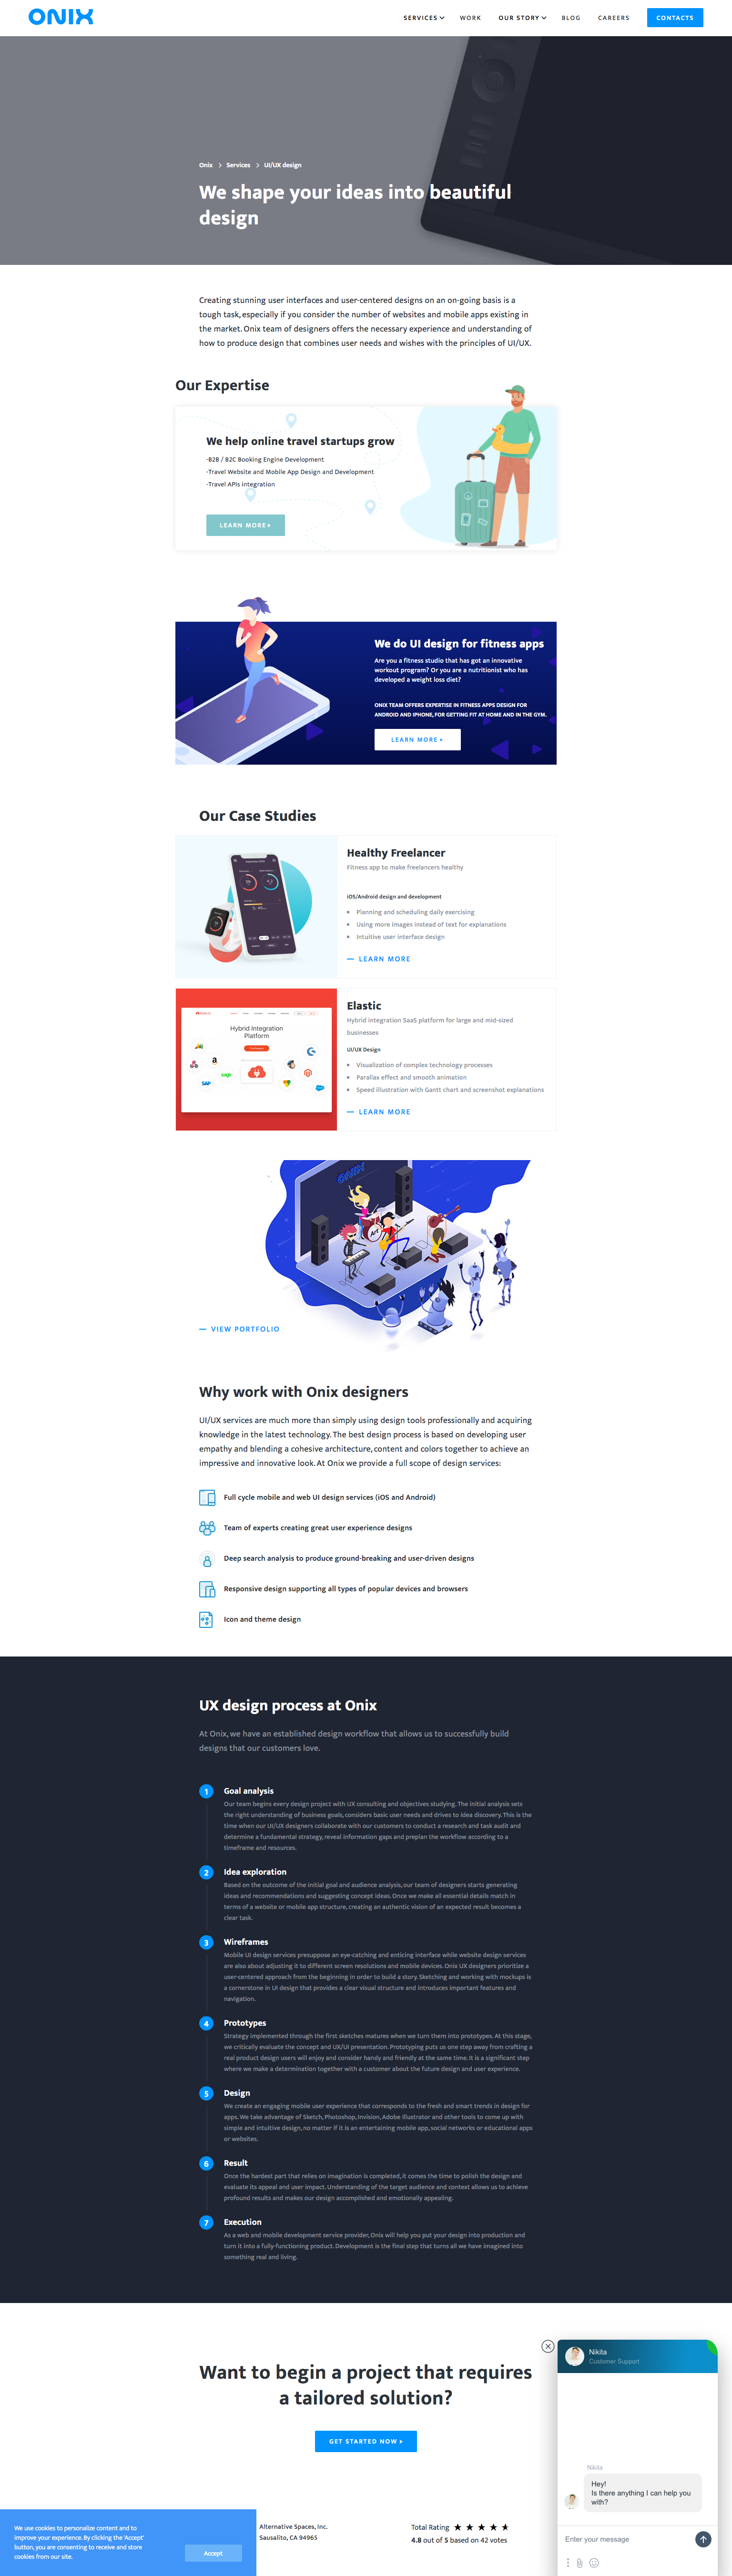 ONIX
SERVICES WORK OUR STORY BLOG CAREERS CONTACTS
Onix > Services > UI/UX design
We shape your ideas into beautiful
design
Creating stunning user interfaces and user-centered designs on an on-going basis is a
tough task, especially if you consider the number of websites and mobile apps existing in
the market. Onix team of designers offers the necessary experience and understanding of
how to produce design that combines user needs and wishes with the principles of UI/UX.
Our Expertise
We help online travel startups grow
-B2B / B2C Booking Engine Development
-Travel Website and Mobile App Design and Development
-Travel APIs integration
LEARN MORE
We do UI design for fitness apps
Are you a fitness studio that has got an innovative
workout program? Or you are a nutritionist who has
developed a weight loss diet?
ONIX TEAM OFFERS EXPERTISE IN FITNESS APPS DESIGN FOR
ANDROID AND IPHONE, FOR GETTING FIT AT HOME AND IN THE GYM.
LEARN MORE
Our Case Studies
Healthy Freelancer
Fitness app to make freelancers healthy
iOS/Android design and development
Planning and scheduling daily exercising
Using more images instead of text for explanations
Intuitive user interface design
LEARN MORE
Hybrid Integration
Platform
a
SAP
sage
Elastic
Hybrid integration SaaS platform for large and mid-sized
businesses
UI/UX Design
Visualization of complex technology processes
Parallax effect and smooth animation
Speed illustration with Gantt chart and screenshot explanations
LEARN MORE
ONIX
VIEW PORTFOLIO
Why work with Onix designers
UI/UX services are much more than simply using design tools professionally and acquiring
knowledge in the latest technology. The best design process is based on developing user
empathy and blending a cohesive architecture, content and colors together to achieve an
impressive and innovative look. At Onix we provide a full scope of design services:
Full cycle mobile and web UI design services (iOS and Android)
Team of experts creating great user experience designs
Deep search analysis to produce ground-breaking and user-driven designs
Responsive design supporting all types of popular devices and browsers
Icon and theme design
UX design process at Onix
At Onix, we have an established design workflow that allows us to successfully build
designs that our customers love.
1 Goal analysis
Our team begins every design project with UX consulting and objectives studying. The initial analysis sets
the right understanding of business goals, considers basic user needs and drives to idea discovery. This is the
time when our UI/UX designers collaborate with our customers to conduct a research and task audit and
determine a fundamental strategy, reveal information gaps and preplan the workflow according to a
timeframe and resources.
2 Idea exploration
Based on the outcome of the initial goal and audience analysis, our team of designers starts generating
ideas and recommendations and suggesting concept ideas. Once we make all essential details match in
terms of a website or mobile app structure, creating an authentic vision of an expected result becomes a
clear task.
3 Wireframes
Mobile UI design services presuppose an eye-catching and enticing interface while website design services
are also about adjusting it to different screen resolutions and mobile devices. Onix UX designers prioritize a
user-centered approach from the beginning in order to build a story. Sketching and working with mockups is
a cornerstone in UI design that provides a clear visual structure and introduces important features and
navigation.
4 Prototypes
Strategy implemented through the first sketches matures when we turn them into prototypes. At this stage,
we critically evaluate the concept and UX/UI presentation. Prototyping puts us one step away from crafting a
real product design users will enjoy and consider handy and friendly at the same time. It is a significant step
where we make a determination together with a customer about the future design and user experience.
5 Design
We create an engaging mobile user experience that corresponds to the fresh and smart trends in design for
apps. We take advantage of Sketch, Photoshop, Invision, Adobe Illustrator and other tools to come up with
simple and intuitive design, no matter if it is an entertaining mobile app, social networks or educational apps
or websites.
6 Result
Once the hardest part that relies on imagination is completed, it comes the time to polish the design and
evaluate its appeal and user impact. Understanding of the target audience and context allows us to achieve
profound results and makes our design accomplished and emotionally appealing.
7 Execution
As a web and mobile development service provider, Onix will help you put your design into production and
turn it into a fully-functioning product. Development is the final step that turns all we have imagined into
something real and living.
Want to begin a project that requires
a tailored solution?
GET STARTED NOW
Nikita
Customer Support
Nikita
Hey!
Is there anything I can help you
with?
Enter your message
We use cookies to personalize content and to
improve your experience. By clicking the 'Accept'
button, you are consenting to receive and store
cookies from our site.
Accept
Alternative Spaces, Inc.
Sausalito, CA 94965
Total Rating
4.8 out of 5 based on 42 votes